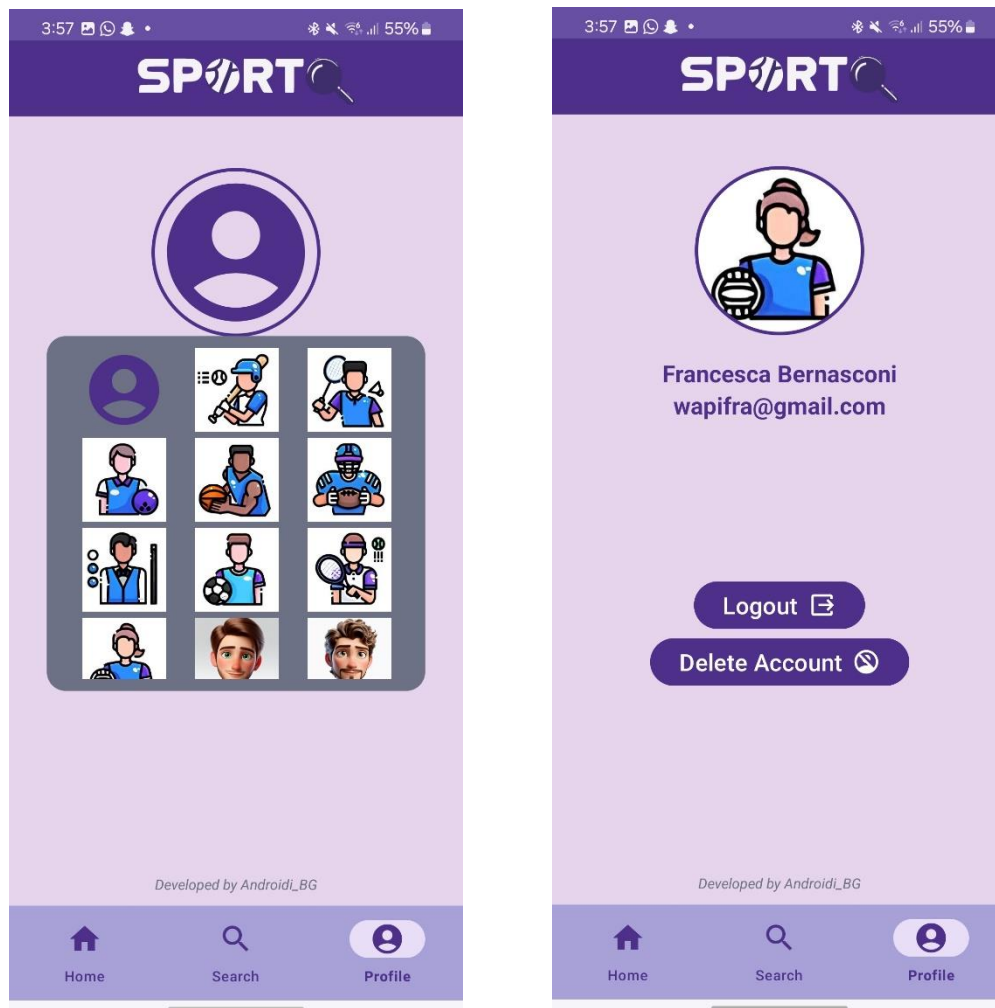 3:57
55%
SPORT
Developed by Androidi_BG
Home
Search
Profile
3:57
55%
SPORT
Francesca Bernasconi
wapifra@gmail.com
Logout
Delete Account
Developed by Androidi_BG
Home
Search
Profile